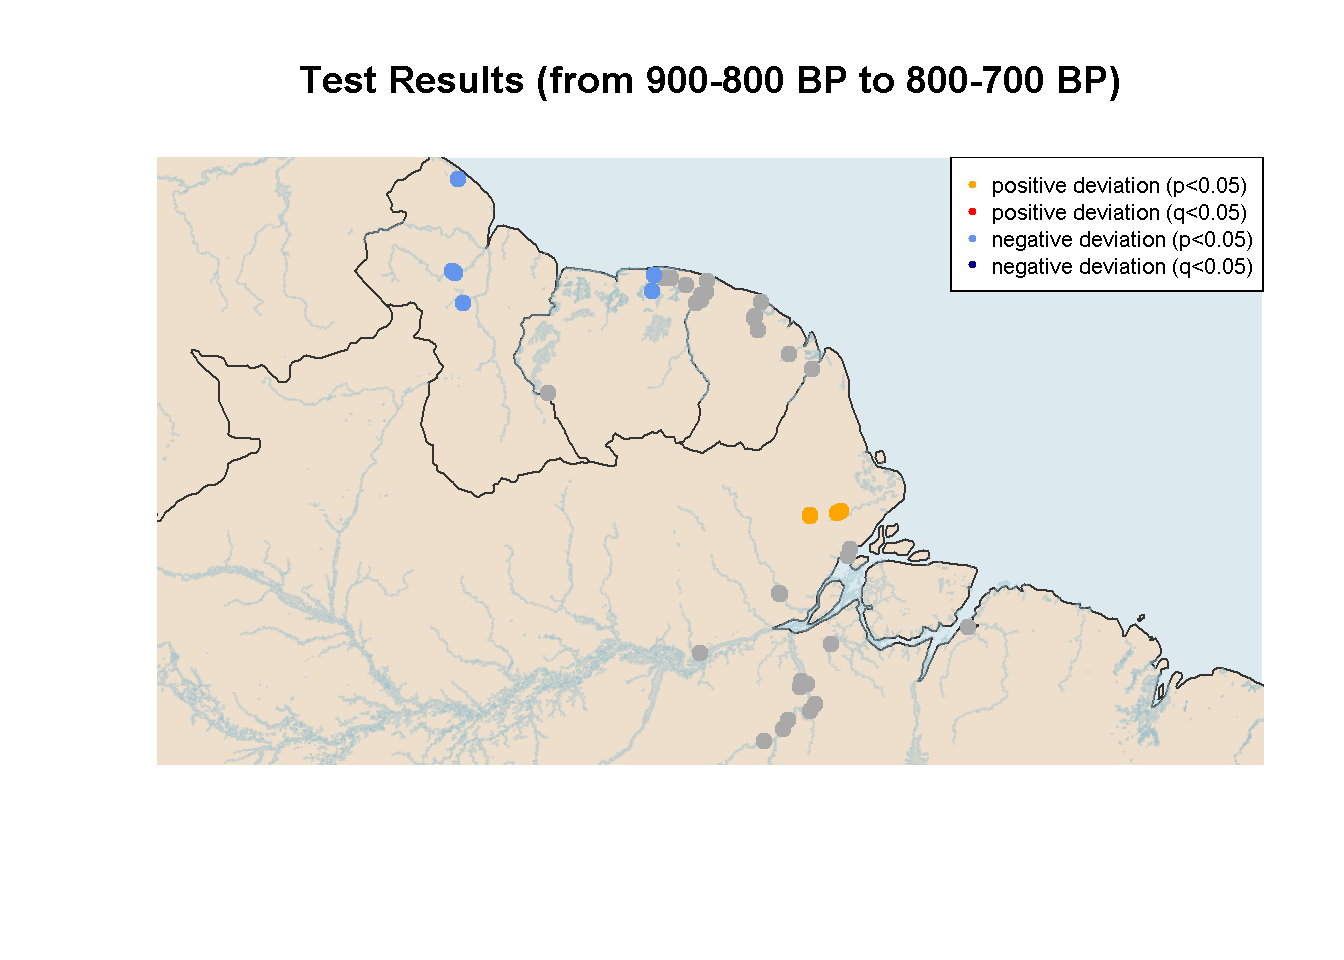 Test Results (from 900-800 BP to 800-700 BP)
positive deviation (p<0.05)
positive deviation (q<0.05)
negative deviation (p<0.05)
negative deviation (q<0.05)